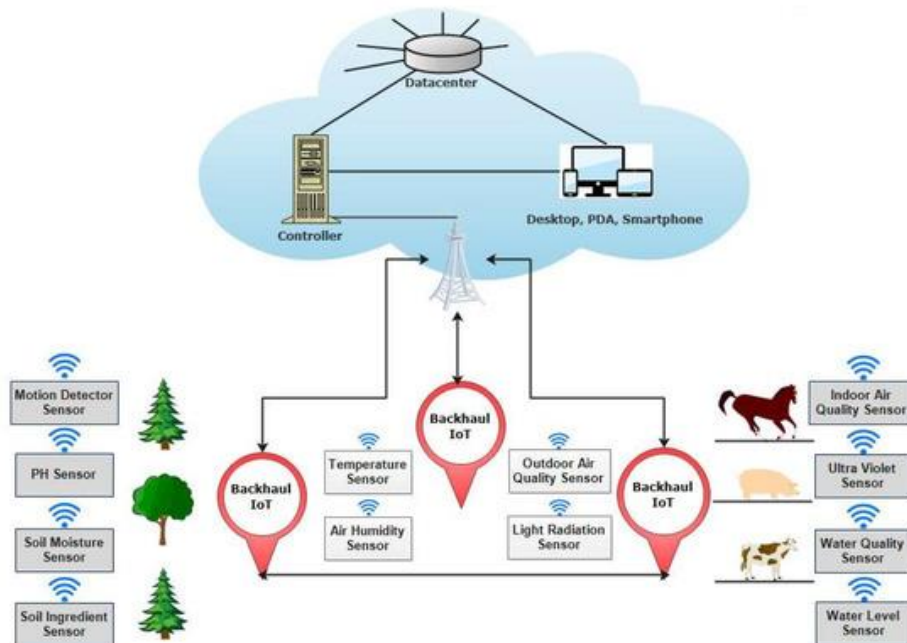 Datacenter
Controller
Desktop, PDA, Smartphone
Motion Detector
Sensor
PH Sensor
Soil Moisture
Sensor
Soil Ingredient
Sensor
Backhaul
IoT
Temperature
Sensor
Air Humidity
Sensor
Backhaul
IoT
Outdoor Air
Quality Sensor
Light Radiation
Sensor
Backhaul
IoT
Indoor Air
Quality Sensor
Ultra Violet
Sensor
Water Quality
Sensor
Water Level
Sensor